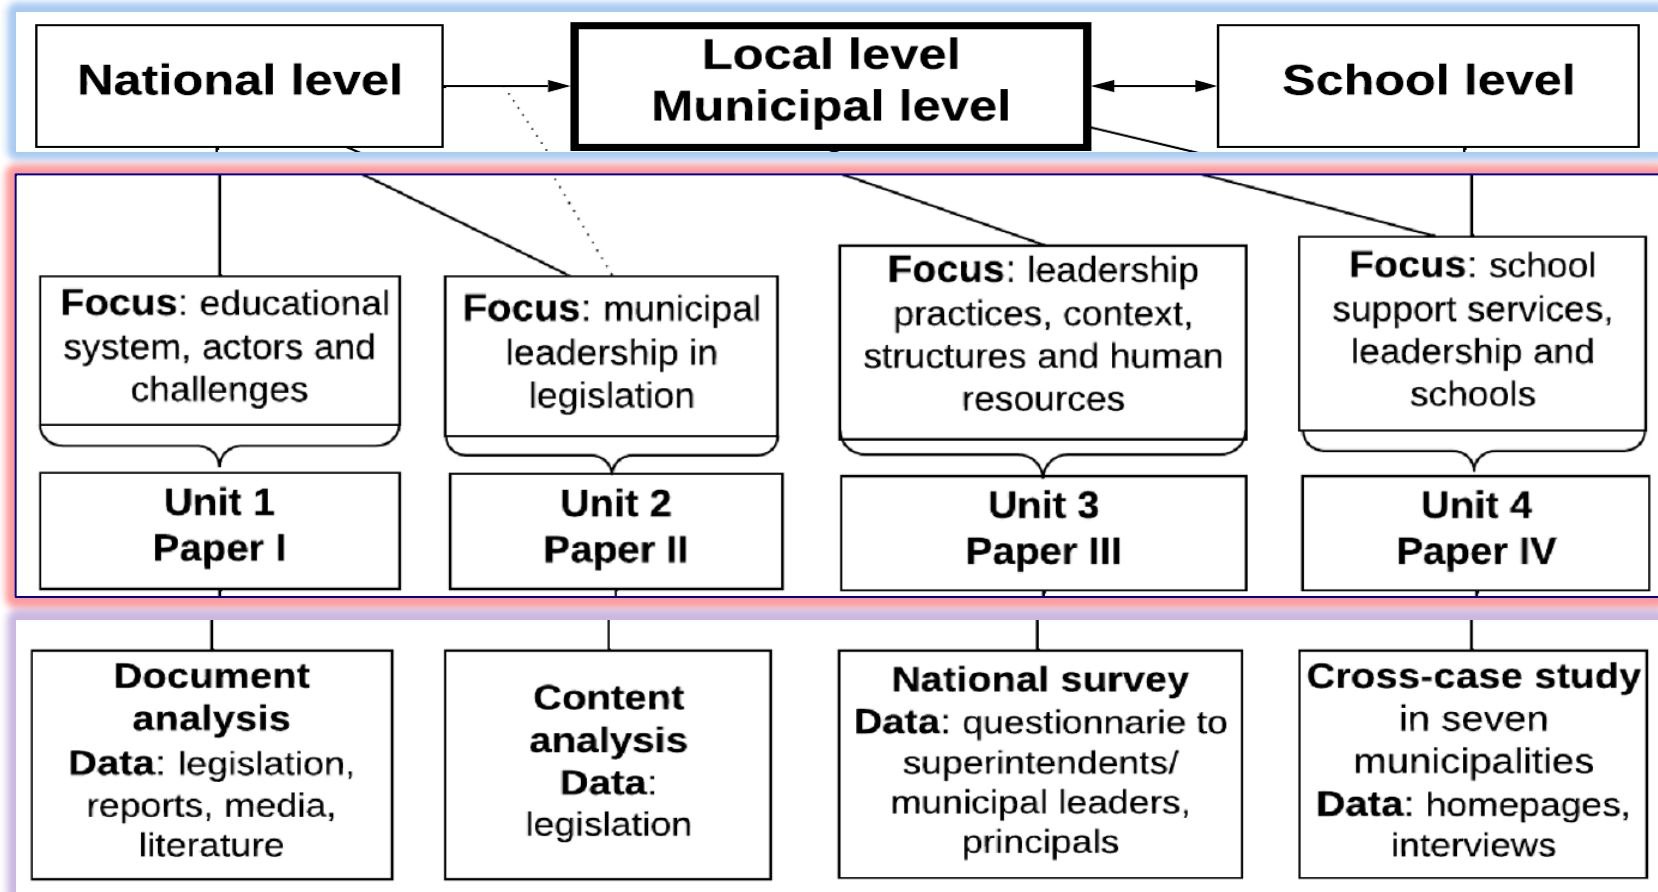 National level
Local level
Municipal level
School level
Focus: educational
system, actors and
challenges
Focus: municipal
leadership in
legislation
Focus: leadership
practices, context,
structures and human
resources
Focus: school
support services,
leadership and
schools
Unit 1
Paper I
Unit 2
Paper II
Unit 3
Paper III
Unit 4
Paper IV
Document
analysis
Data: legislation,
reports, media,
literature
Content
analysis
Data:
legislation
National survey
Data: questionnarie to
superintendents/
municipal leaders,
principals
Cross-case study
in seven
municipalities
Data: homepages,
interviews